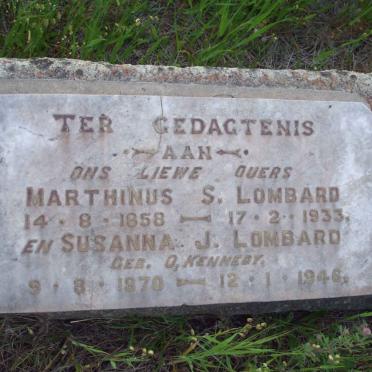 TER GEDAGTENIS
AAN
ONS LIEWE OUERS
MARTHINUS S. LOMBARD
14 · 8 · 1858 — 17 · 2 · 1933.
EN SUSANNA J. LOMBARD
GEB. O, KENNEDY.
9 · 8 · 1870 — 12 · 1 · 1946.